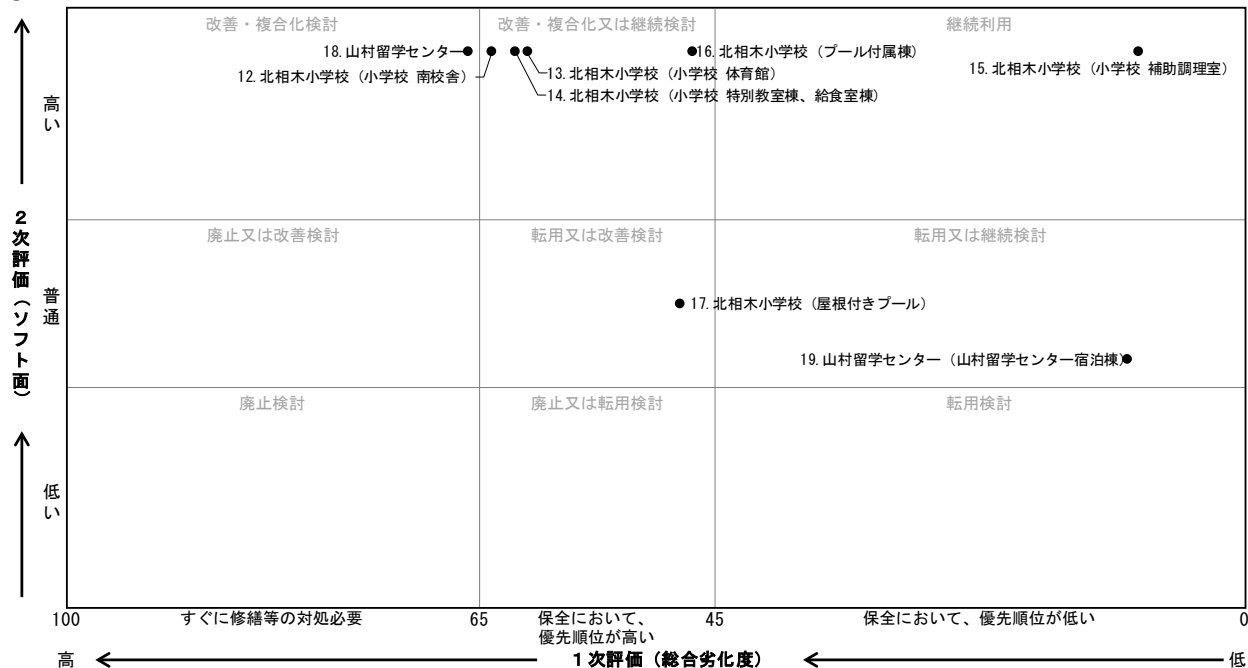 改善・複合化検討
改善・複合化又は継続検討
継続利用
18.山村留学センター
16.北相木小学校（プール付属棟）
12.北相木小学校（小学校 南校舎）
13.北相木小学校（小学校 体育館）
15.北相木小学校（小学校 補助調理室）
14.北相木小学校（小学校 特別教室棟、給食室棟）
高い
2次評価（ソフト面）
廃止又は改善検討
転用又は改善検討
転用又は継続検討
普通
17.北相木小学校（屋根付きプール）
19.山村留学センター（山村留学センター宿泊棟）
廃止検討
廃止又は転用検討
転用検討
低い
100
すぐに修繕等の対処必要
65
保全において、
優先順位が高い
45
保全において、優先順位が低い
0
高
1次評価（総合劣化度）
低